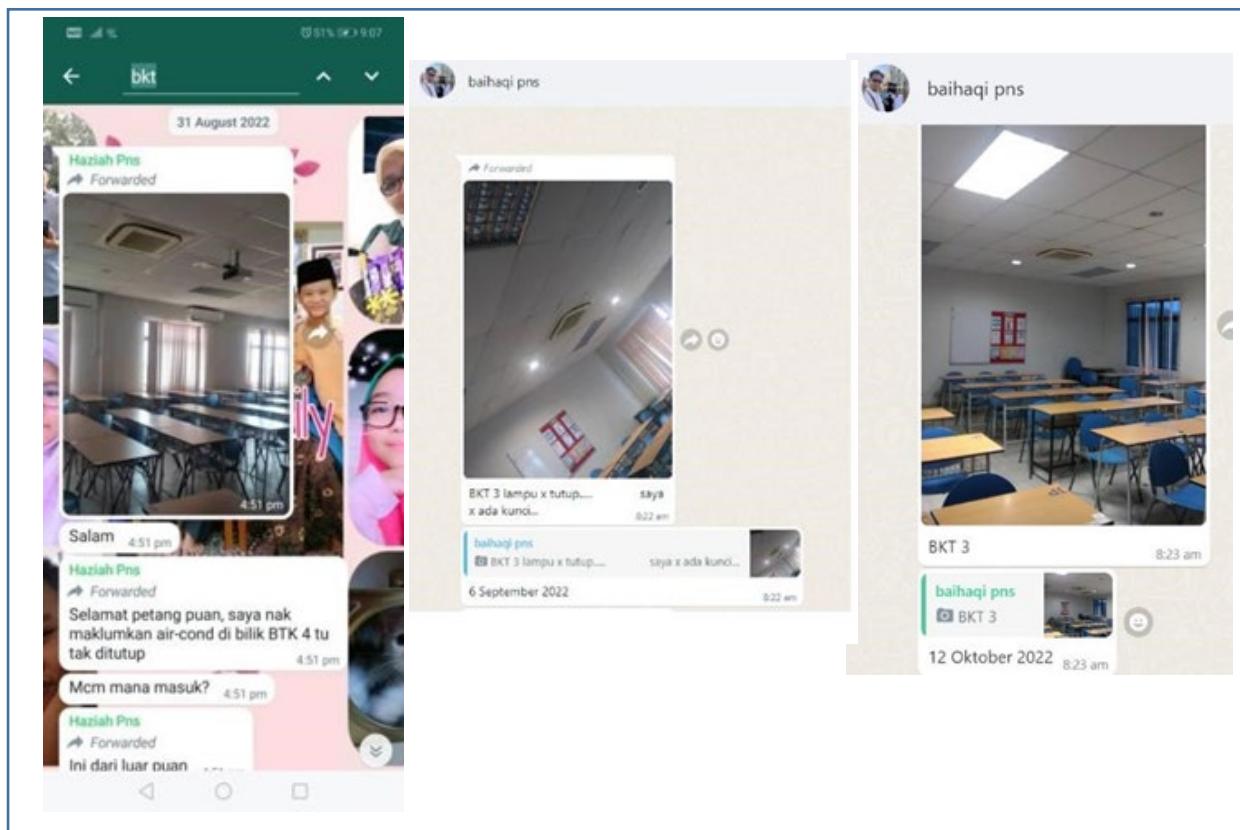 51% 9:07
bkt
31 August 2022
Haziah Pns
Forwarded
4:51 pm
Salam 4:51 pm
Haziah Pns
Forwarded
Selamat petang puan, saya nak
maklumkan air-cond di bilik BTK 4 tu
tak ditutup
4:51 pm
Mcm mana masuk? 4:51 pm
Haziah Pns
Forwarded
Ini dari luar puan
ily
baihaqi pns
Forwarded
BKT 3 lampu x tutup.... saya
x ada kunci...
8:22 am
baihaqi pns
BKT 3 lampu x tutup.... saya x ada kunci...
6 September 2022 8:22 am
baihaqi pns
BKT 3
8:23 am
baihaqi pns
BKT 3
12 Oktober 2022 8:23 am